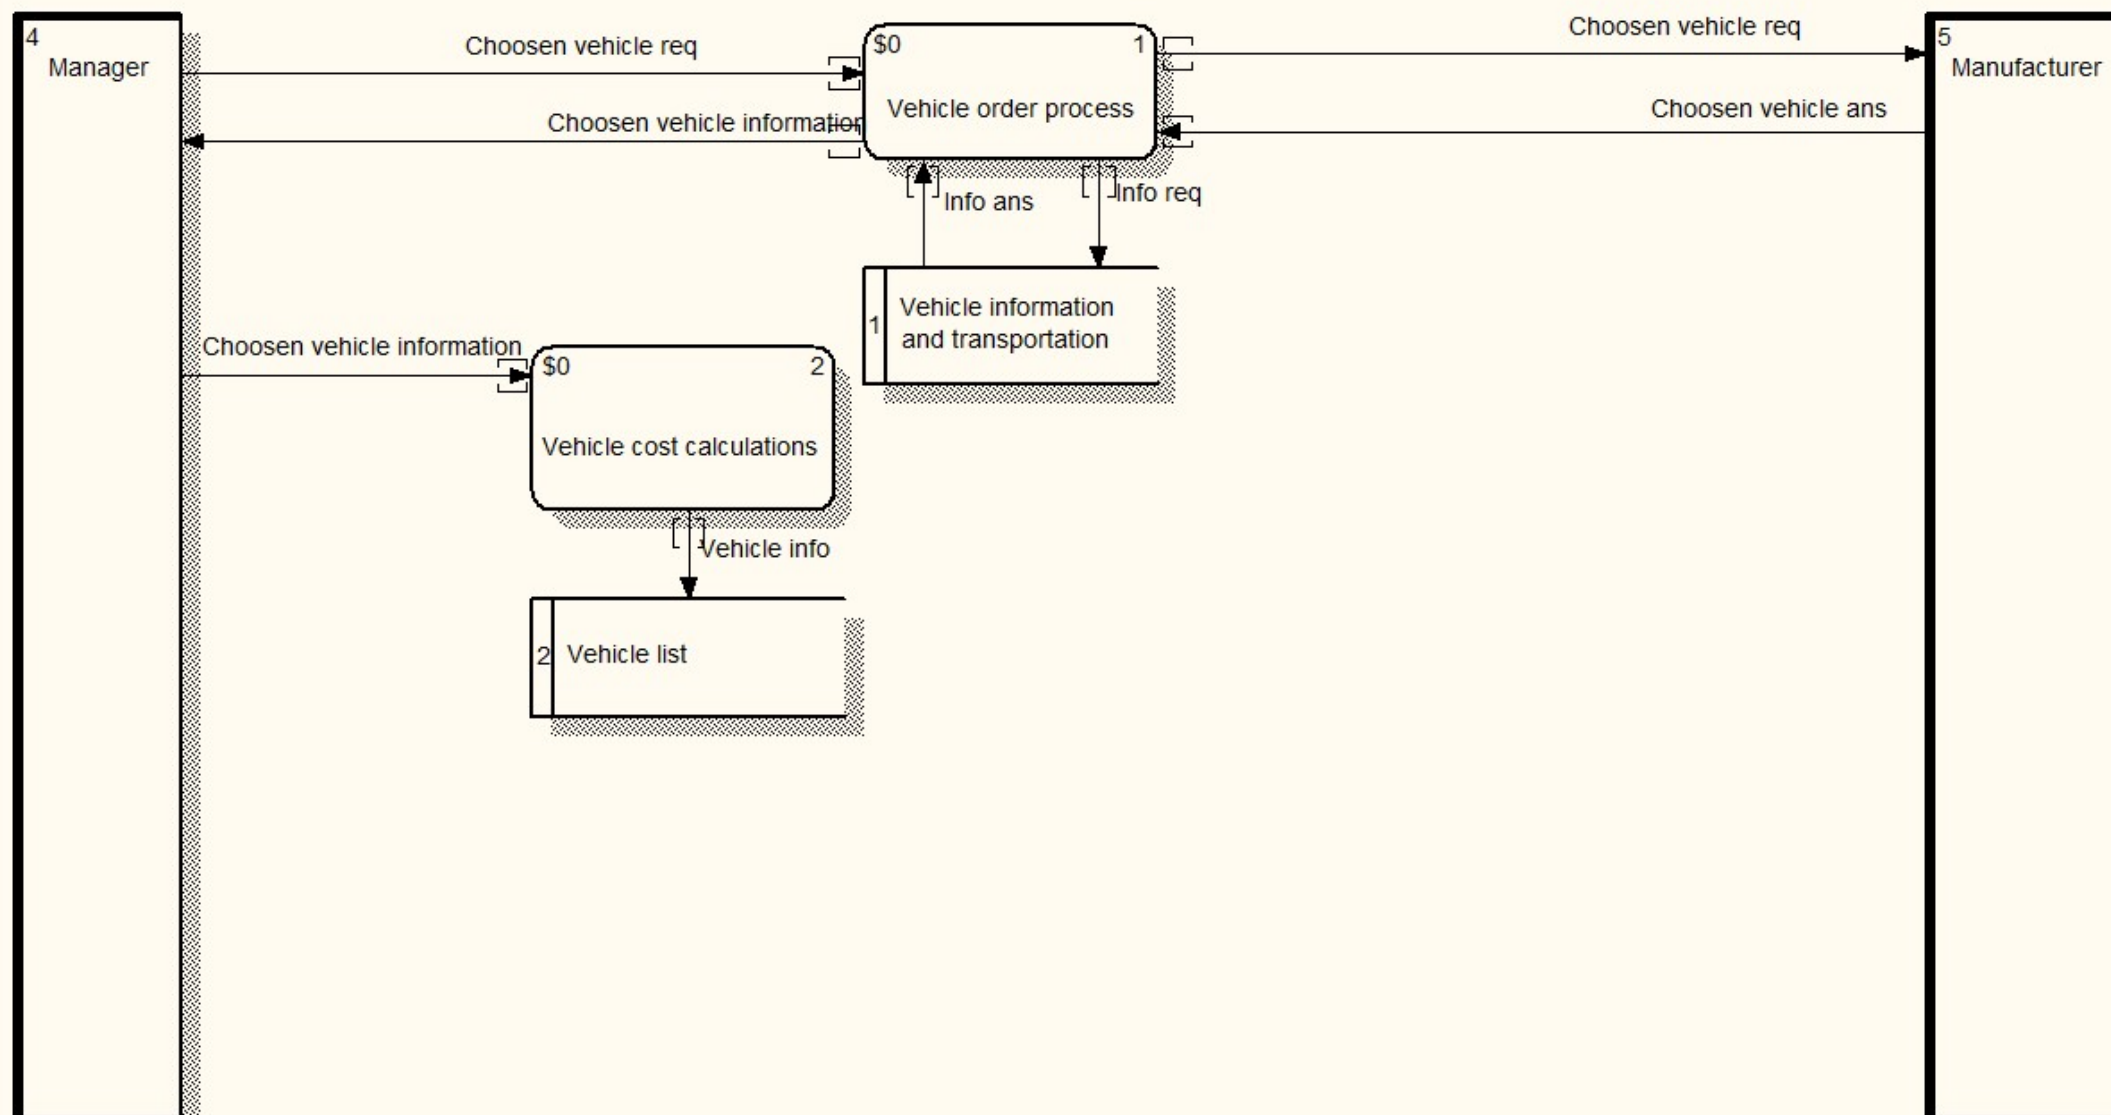 4
Manager
Choosen vehicle req
Choosen vehicle information
$0
1
Vehicle order process
Choosen vehicle req
Choosen vehicle ans
5
Manufacturer
Info ans
Info req
1
Vehicle information
and transportation
Choosen vehicle information
$0
2
Vehicle cost calculations
Vehicle info
2
Vehicle list